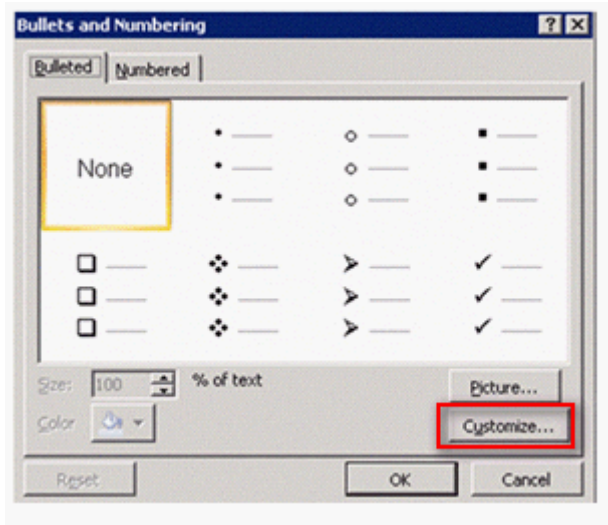 Bullets and Numbering
Bulleted Numbered
None
Size: 100 % of text
Picture...
Color
Customize...
Reset OK Cancel